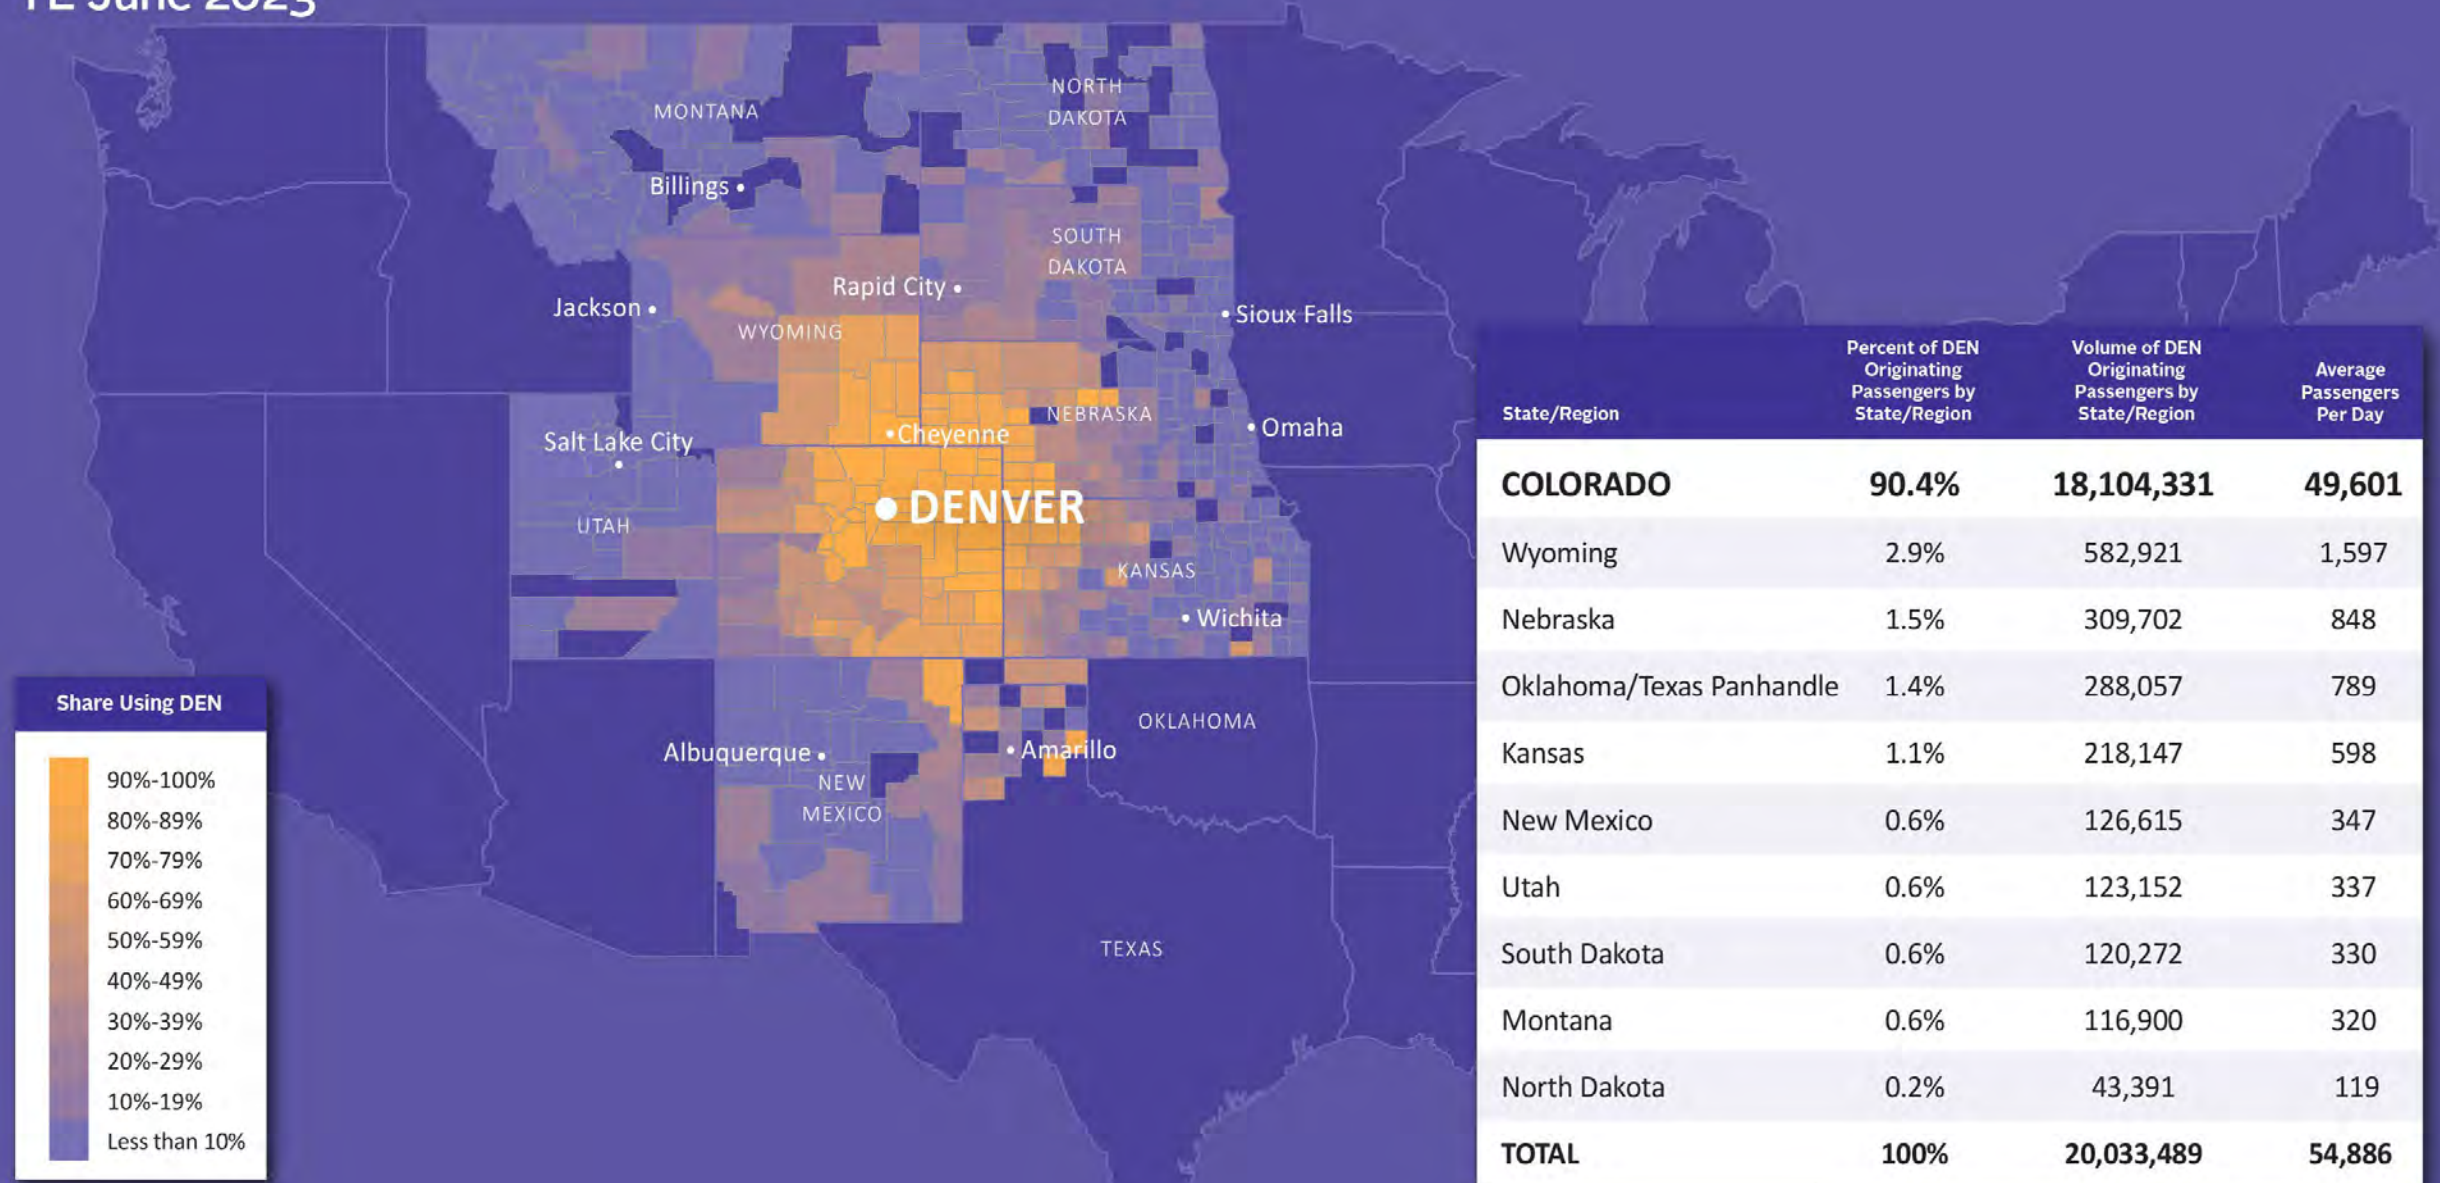 YE June 2023
NORTH
DAKOTA
MONTANA
Billings
SOUTH
DAKOTA
Rapid City
Jackson
Sioux Falls
WYOMING
NEBRASKA
Omaha
Cheyenne
Salt Lake City
DENVER
UTAH
KANSAS
Wichita
OKLAHOMA
Albuquerque
Amarillo
NEW
MEXICO
TEXAS
Share Using DEN
90%-100%
80%-89%
70%-79%
60%-69%
50%-59%
40%-49%
30%-39%
20%-29%
10%-19%
Less than 10%
State/Region
Percent of DEN
Originating
Passengers by
State/Region
Volume of DEN
Originating
Passengers by
State/Region
Average
Passengers
Per Day
COLORADO 90.4% 18,104,331 49,601
Wyoming 2.9% 582,921 1,597
Nebraska 1.5% 309,702 848
Oklahoma/Texas Panhandle 1.4% 288,057 789
Kansas 1.1% 218,147 598
New Mexico 0.6% 126,615 347
Utah 0.6% 123,152 337
South Dakota 0.6% 120,272 330
Montana 0.6% 116,900 320
North Dakota 0.2% 43,391 119
TOTAL 100% 20,033,489 54,886